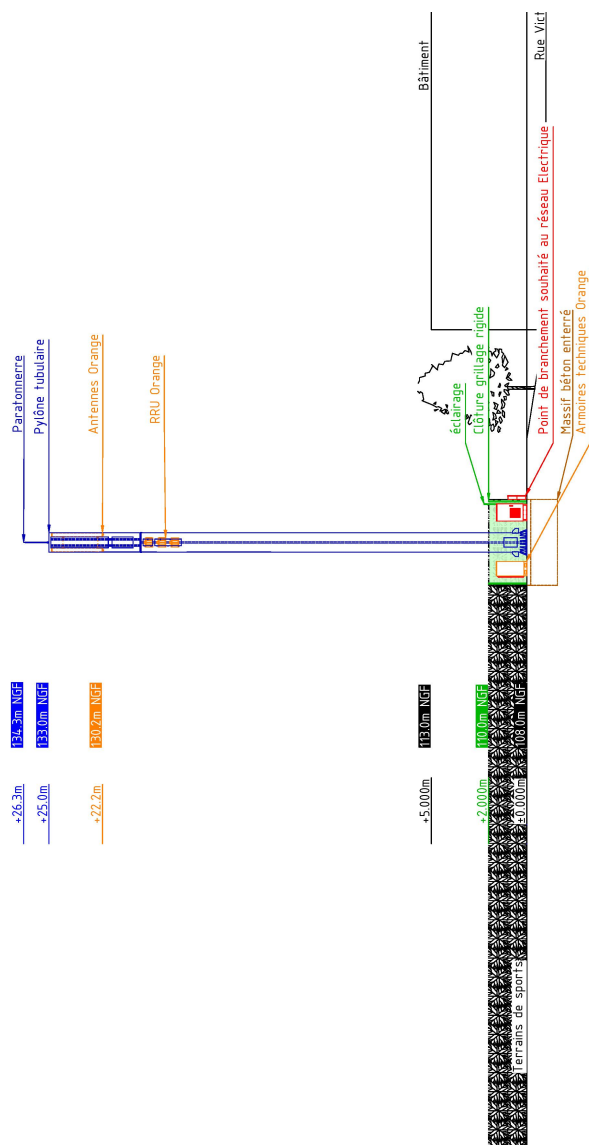 Paratonnerre
Pylône tubulaire
Antennes Orange
RRU Orange
Bâtiment
éclairage
Clôture grillage rigide
Rue Vict
Point de branchement souhaité au réseau Electrique
Massif béton enterré
Armoires techniques Orange
+26.3m 134.3m NGF
+25.0m 133.0m NGF
+22.2m 130.2m NGF
+5.000m 113.0m NGF
+2.000m 110.0m NGF
±0.000m 108.0m NGF
Terrains de sports